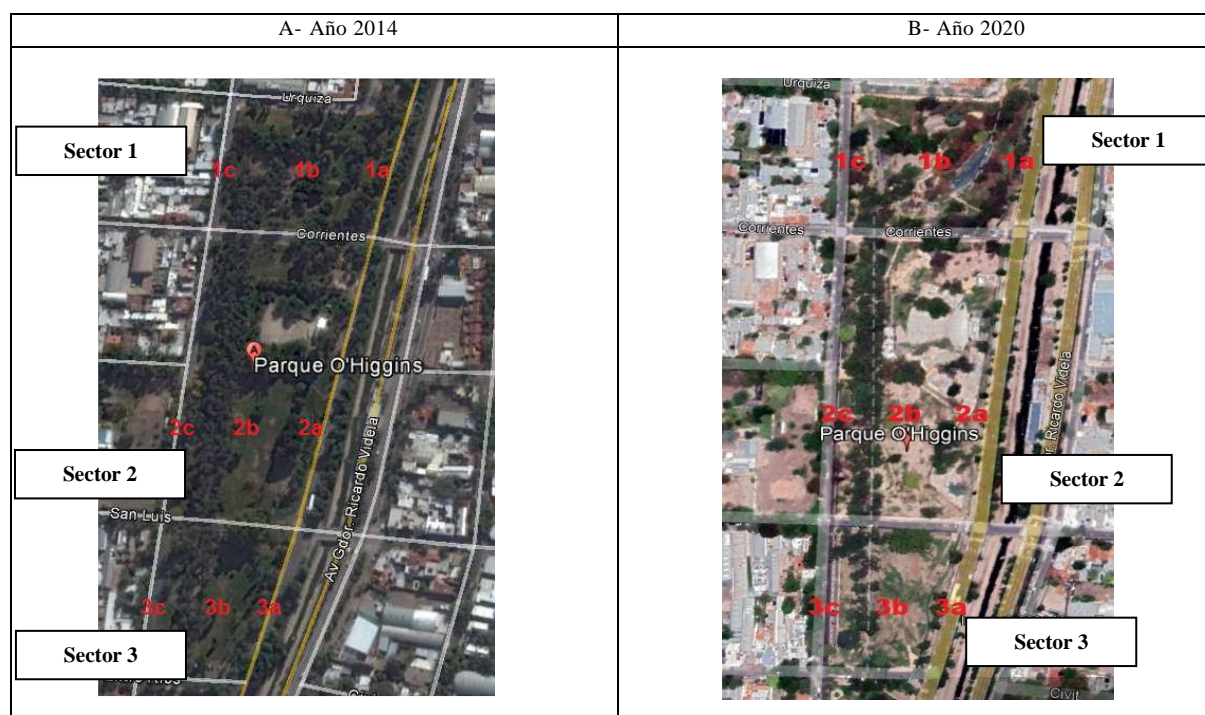 A- Año 2014
B- Año 2020
Urquiza
Sector 1
1c 1b 1a
Corrientes
A
Parque O'Higgins
2c 2b 2a
Sector 2
San Luis
Av Gdor. Ricardo Videla
3c 3b 3a
Sector 3
Urquiza
Sector 1
1c 1b 1a
Corrientes Corrientes
Ricardo Videla
2c 2b 2a
Parque O'Higgins
Sector 2
3c 3b 3a
Sector 3
Civit